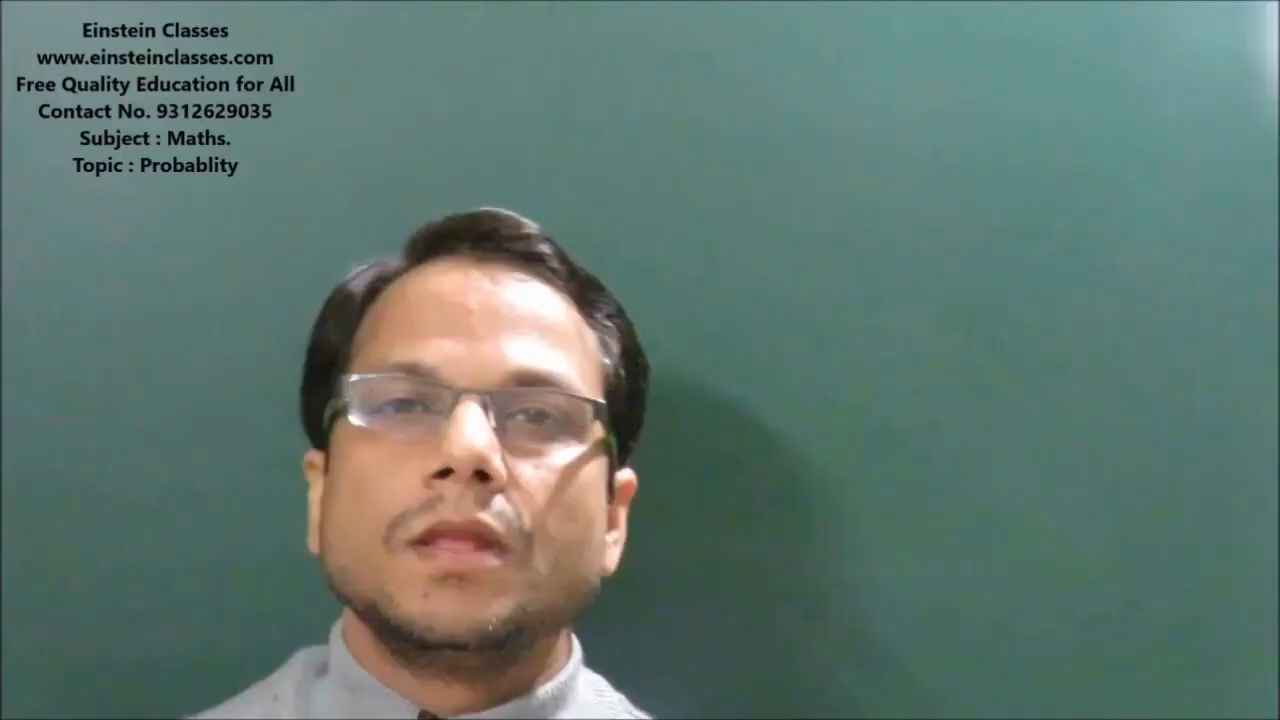 Einstein Classes
www.einsteinclasses.com
Free Quality Education for All
Contact No. 9312629035
Subject : Maths.
Topic : Probablity